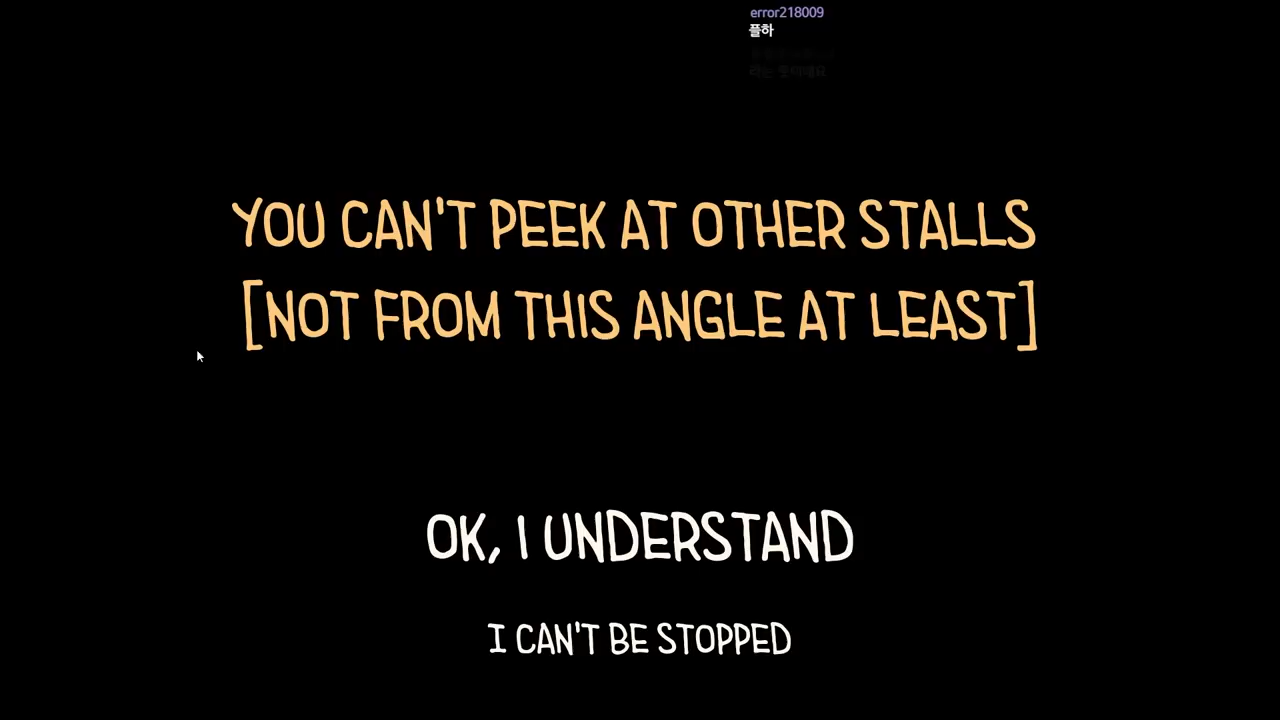 error218009
플하
YOU CAN'T PEEK AT OTHER STALLS
[NOT FROM THIS ANGLE AT LEAST]
OK, I UNDERSTAND
I CAN'T BE STOPPED